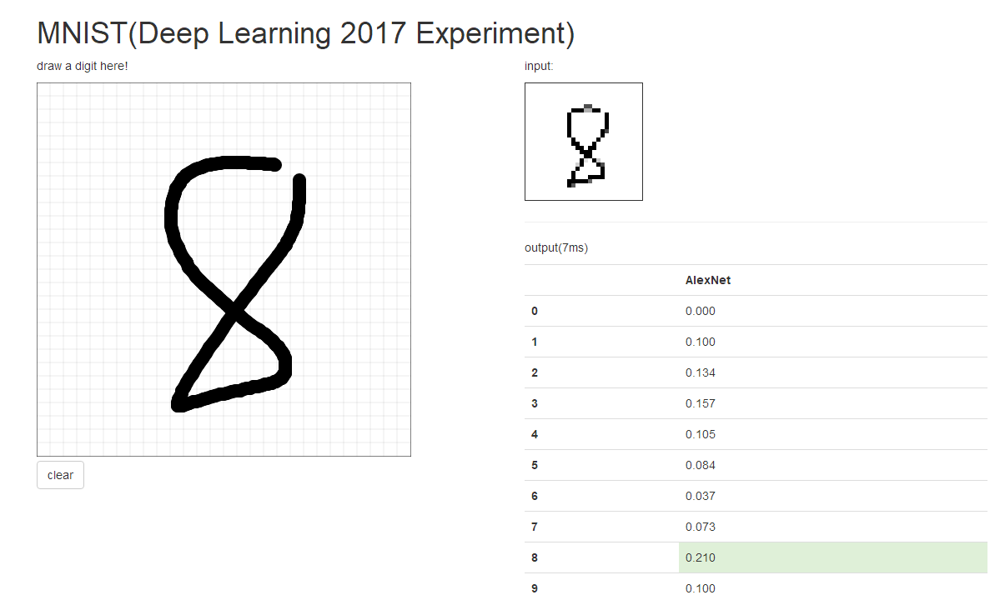 MNIST(Deep Learning 2017 Experiment)
draw a digit here!
8
clear
input:
8
output(7ms)
AlexNet
0 0.000
1 0.100
2 0.134
3 0.157
4 0.105
5 0.084
6 0.037
7 0.073
8 0.210
9 0.100